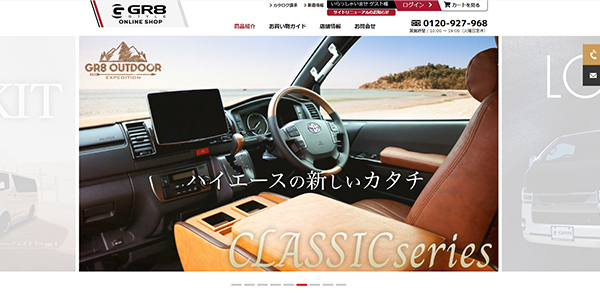 GR8
STYLE
ONLINE SHOP
カタログ請求
新着情報
いらっしゃいませ ゲスト様
ログイン
カートを見る
サイトリニューアルのお知らせ
商品紹介
お買い物ガイド
店舗情報
お問合せ
0120-927-968
営業時間 / 10:00 ~ 19:00 (火曜日定休)
GR8 OUTDOOR
EXPEDITION
KIT
LO
ハイエースの新しいカタチ
CLASSICseries